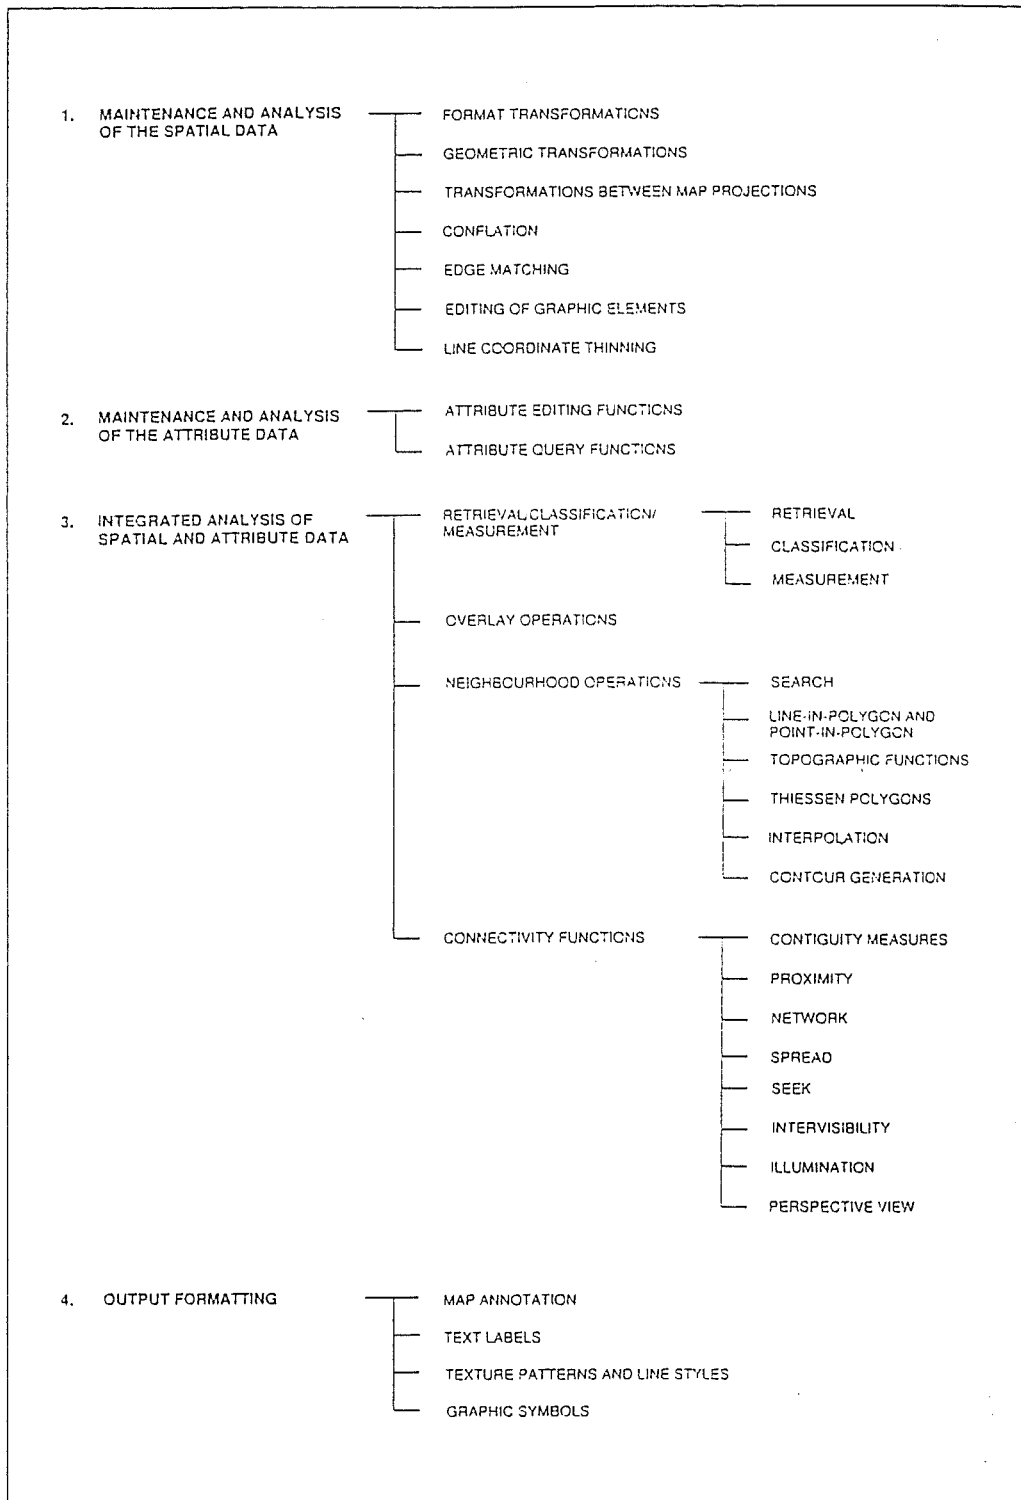 1. MAINTENANCE AND ANALYSIS
OF THE SPATIAL DATA
FORMAT TRANSFORMATIONS
GEOMETRIC TRANSFORMATIONS
TRANSFORMATIONS BETWEEN MAP PROJECTIONS
CONFLATION
EDGE MATCHING
EDITING OF GRAPHIC ELEMENTS
LINE COORDINATE THINNING
2. MAINTENANCE AND ANALYSIS
OF THE ATTRIBUTE DATA
ATTRIBUTE EDITING FUNCTIONS
ATTRIBUTE QUERY FUNCTIONS
3. INTEGRATED ANALYSIS OF
SPATIAL AND ATTRIBUTE DATA
RETRIEVAL/CLASSIFICATION/
MEASUREMENT
RETRIEVAL
CLASSIFICATION
MEASUREMENT
OVERLAY OPERATIONS
NEIGHBOURHOOD OPERATIONS
SEARCH
LINE-IN-POLYGON AND
POINT-IN-POLYGON
TOPOGRAPHIC FUNCTIONS
THIESSEN POLYGONS
INTERPOLATION
CONTOUR GENERATION
CONNECTIVITY FUNCTIONS
CONTIGUITY MEASURES
PROXIMITY
NETWORK
SPREAD
SEEK
INTERVISIBILITY
ILLUMINATION
PERSPECTIVE VIEW
4. OUTPUT FORMATTING
MAP ANNOTATION
TEXT LABELS
TEXTURE PATTERNS AND LINE STYLES
GRAPHIC SYMBOLS